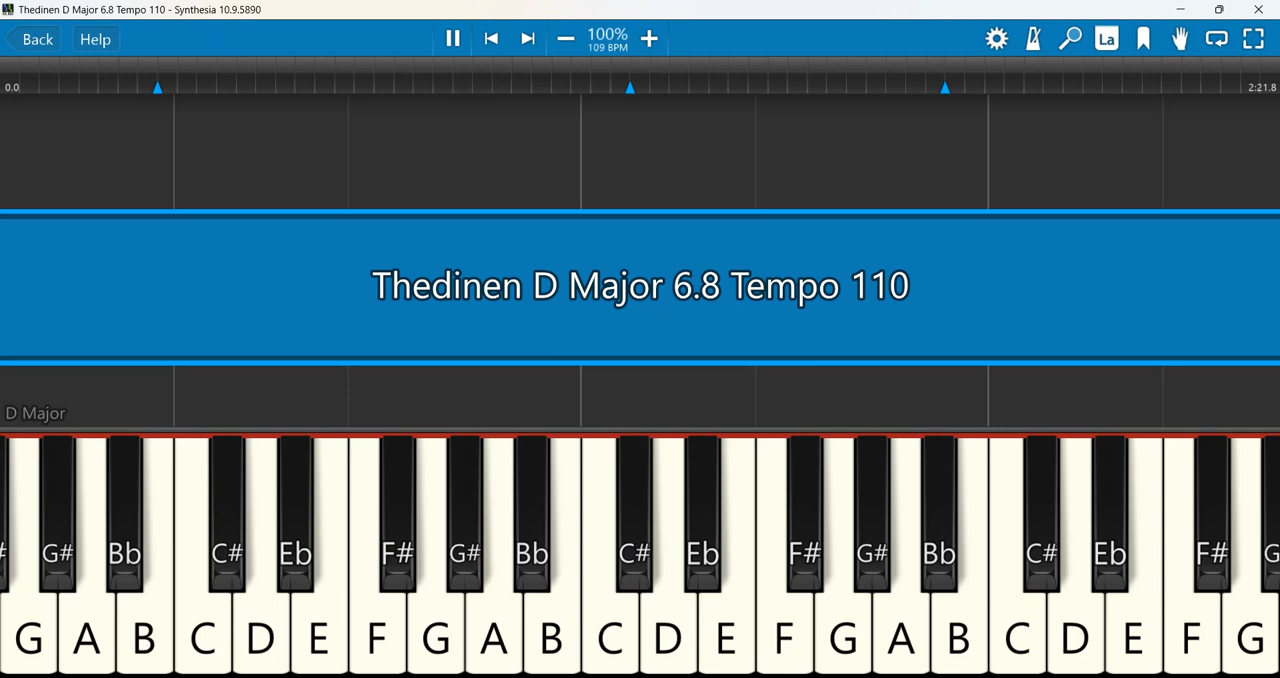 Thedinen D Major 6.8 Tempo 110 - Synthesia 10.9.5890
Back Help 100% La
109 BPM
0.0 2:21.8
Thedinen D Major 6.8 Tempo 110
D Major
G# Bb C# Eb F# G# Bb C# Eb F# G# Bb C# Eb F# G
G A B C D E F G A B C D E F G A B C D E F G